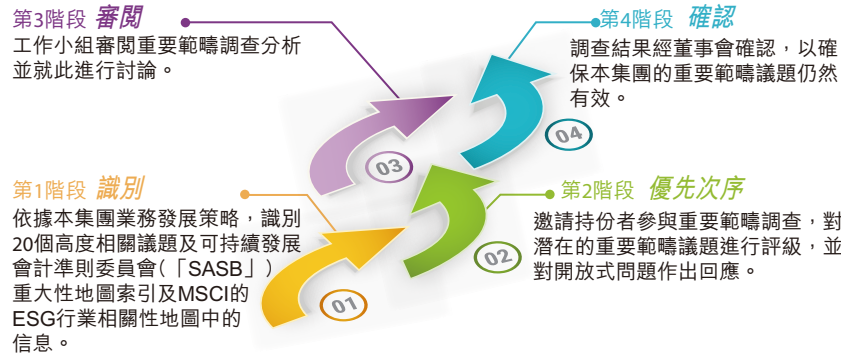 第3階段 審閱
工作小組審閱重要範疇調查分析
並就此進行討論。
第4階段 確認
調查結果經董事會確認，以確
保本集團的重要範疇議題仍然
有效。
03
04
第1階段 識別
依據本集團業務發展策略，識別
20個高度相關議題及可持續發展
會計準則委員會(「SASB」)
重大性地圖索引及MSCI的
ESG行業相關性地圖中的
信息。
01
02
第2階段 優先次序
邀請持份者參與重要範疇調查，對
潛在的重要範疇議題進行評級，並
對開放式問題作出回應。